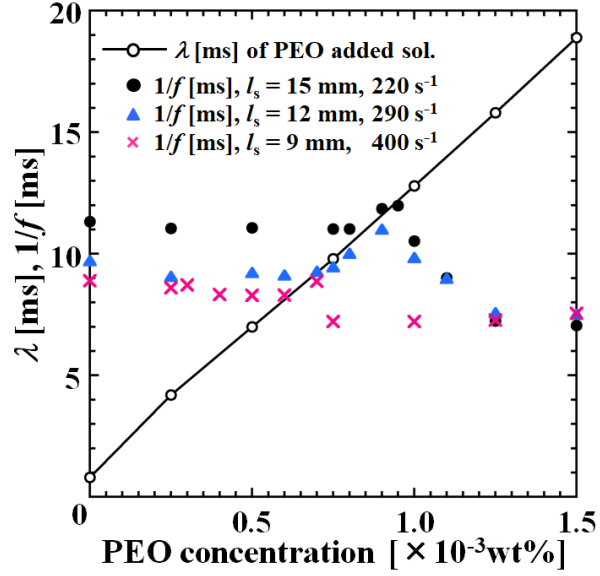 20
λ [ms] of PEO added sol.
1/f [ms], lₛ = 15 mm, 220 s⁻¹
1/f [ms], lₛ = 12 mm, 290 s⁻¹
1/f [ms], lₛ = 9 mm, 400 s⁻¹
15
10
5
0
λ [ms], 1/f [ms]
0 0.5 1.0 1.5
PEO concentration [×10⁻³wt%]